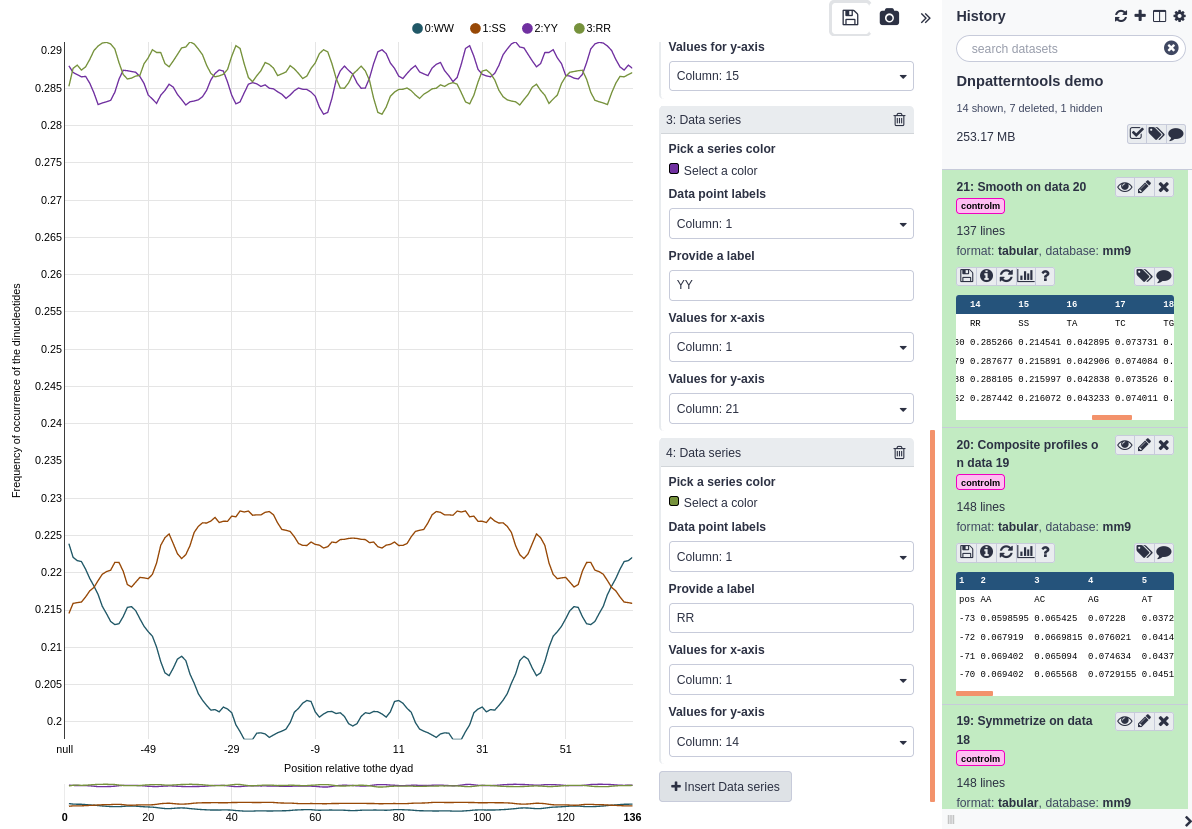 0:WW 1:SS 2:YY 3:RR
0.29
0.285
0.28
0.275
0.27
0.265
0.26
0.255
0.25
0.245
0.24
0.235
0.23
0.225
0.22
0.215
0.21
0.205
0.2
Frequency of occurrence of the dinucleotides
null -49 -29 -9 11 31 51
Position relative tothe dyad
0 20 40 60 80 100 120 136
Values for y-axis
Column: 15
3: Data series
Pick a series color
Select a color
Data point labels
Column: 1
Provide a label
YY
Values for x-axis
Column: 1
Values for y-axis
Column: 21
4: Data series
Pick a series color
Select a color
Data point labels
Column: 1
Provide a label
RR
Values for x-axis
Column: 1
Values for y-axis
Column: 14
Insert Data series
History
search datasets
Dnpatterntools demo
14 shown, 7 deleted, 1 hidden
253.17 MB
21: Smooth on data 20
controlm
137 lines
format: tabular, database: mm9
?
14 15 16 17 18
RR SS TA TC TG
60 0.285266 0.214541 0.042895 0.073731 0.
79 0.287677 0.215891 0.042906 0.074084 0.
38 0.288105 0.215997 0.042838 0.073526 0.
52 0.287442 0.216072 0.043233 0.074011 0.
20: Composite profiles o
n data 19
controlm
148 lines
format: tabular, database: mm9
?
1 2 3 4 5
pos AA AC AG AT
-73 0.0598595 0.065425 0.07228 0.0372
-72 0.067919 0.0669815 0.076021 0.0414
-71 0.069402 0.065094 0.074634 0.0437
-70 0.069402 0.065568 0.0729155 0.0451
19: Symmetrize on data
18
controlm
148 lines
format: tabular, database: mm9